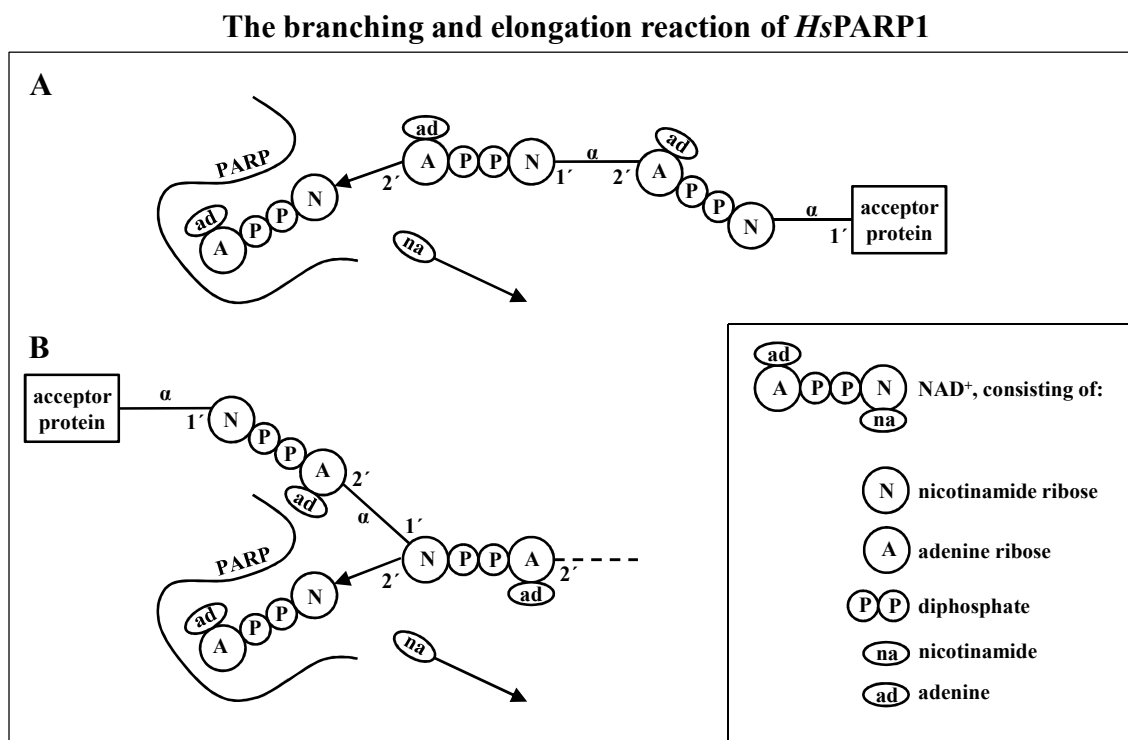 The branching and elongation reaction of HsPARP1
A
PARP
ad
A
P
P
N
na
2´
ad
A
P
P
N
1´
α
2´
ad
A
P
P
N
α
1´
acceptor
protein
B
acceptor
protein
α
1´
N
P
P
A
ad
2´
α
1´
N
P
P
A
ad
2´
2´
PARP
ad
A
P
P
N
na
ad
A
P
P
N
na
NAD⁺, consisting of:
N nicotinamide ribose
A adenine ribose
P P diphosphate
na nicotinamide
ad adenine